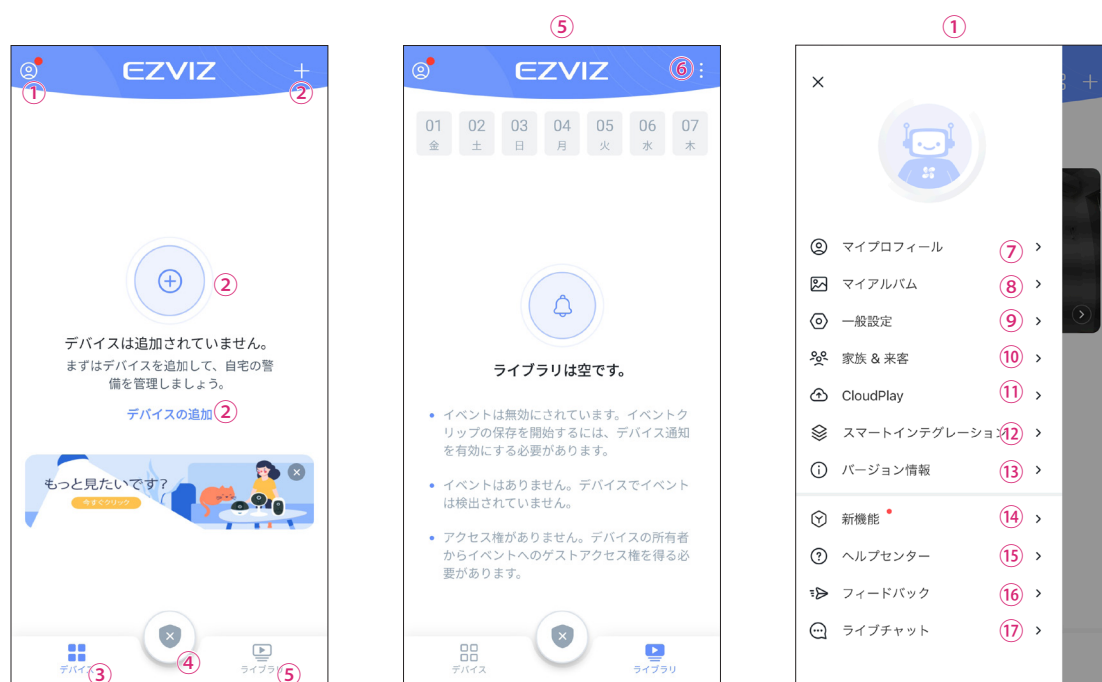 ⑤
①
EZVIZ
①
②
②
デバイスは追加されていません。
まずはデバイスを追加して、自宅の警
備を管理しましょう。
デバイスの追加 ②
もっと見たいです?
今すぐクリック
④
デバイス ③
ライブラリ ⑤
EZVIZ ⑥
01 02 03 04 05 06 07
金 土 日 月 火 水 木
ライブラリは空です。
イベントは無効にされています。イベントク
リップの保存を開始するには、デバイス通知
を有効にする必要があります。
イベントはありません。デバイスでイベント
は検出されていません。
アクセス権がありません。デバイスの所有者
からイベントへのゲストアクセス権を得る必
要があります。
デバイス
ライブラリ
マイプロフィール ⑦
マイアルバム ⑧
一般設定 ⑨
家族 & 来客 ⑩
CloudPlay ⑪
スマートインテグレーション ⑫
バージョン情報 ⑬
新機能 ⑭
ヘルプセンター ⑮
フィードバック ⑯
ライブチャット ⑰